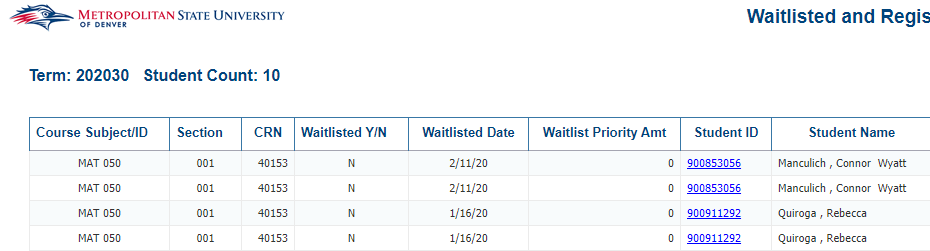 METROPOLITAN STATE UNIVERSITY
OF DENVER
Waitlisted and Regis
Term: 202030 Student Count: 10
Course Subject/ID Section CRN Waitlisted Y/N Waitlisted Date Waitlist Priority Amt Student ID Student Name
MAT 050 001 40153 N 2/11/20 0 900853056 Manculich , Connor Wyatt
MAT 050 001 40153 N 2/11/20 0 900853056 Manculich , Connor Wyatt
MAT 050 001 40153 N 1/16/20 0 900911292 Quiroga , Rebecca
MAT 050 001 40153 N 1/16/20 0 900911292 Quiroga , Rebecca